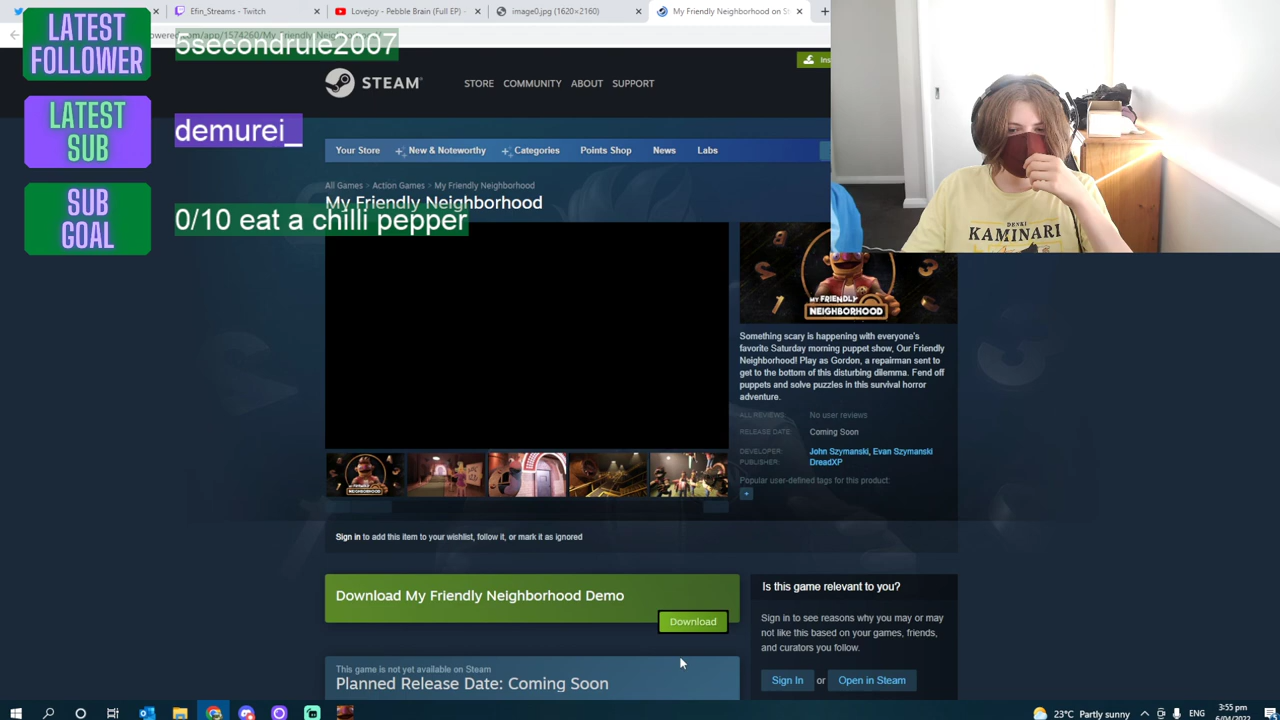 Efin_Streams - Twitch
Lovejoy - Pebble Brain (Full EP)
image0.jpg (1620×2160)
My Friendly Neighborhood on S
LATEST
FOLLOWER
5secondrule2007
STEAM
STORE
COMMUNITY
ABOUT
SUPPORT
LATEST
SUB
demurei_
Your Store
New & Noteworthy
Categories
Points Shop
News
Labs
All Games > Action Games > My Friendly Neighborhood
My Friendly Neighborhood
SUB
GOAL
0/10 eat a chilli pepper
DENKI
KAMINARI
MY FRIENDLY
NEIGHBORHOOD
Something scary is happening with everyone's
favorite Saturday morning puppet show, Our Friendly
Neighborhood! Play as Gordon, a repairman sent to
get to the bottom of this disturbing dilemma. Fend off
puppets and solve puzzles in this survival horror
adventure.
ALL REVIEWS: No user reviews
RELEASE DATE: Coming Soon
DEVELOPER: John Szymanski, Evan Szymanski
PUBLISHER: DreadXP
Popular user-defined tags for this product:
+
Sign in to add this item to your wishlist, follow it, or mark it as ignored
Download My Friendly Neighborhood Demo
Download
This game is not yet available on Steam
Planned Release Date: Coming Soon
Is this game relevant to you?
Sign in to see reasons why you may or may
not like this based on your games, friends,
and curators you follow.
Sign In or Open in Steam
23°C Partly sunny
ENG
3:55 pm
6/04/2022